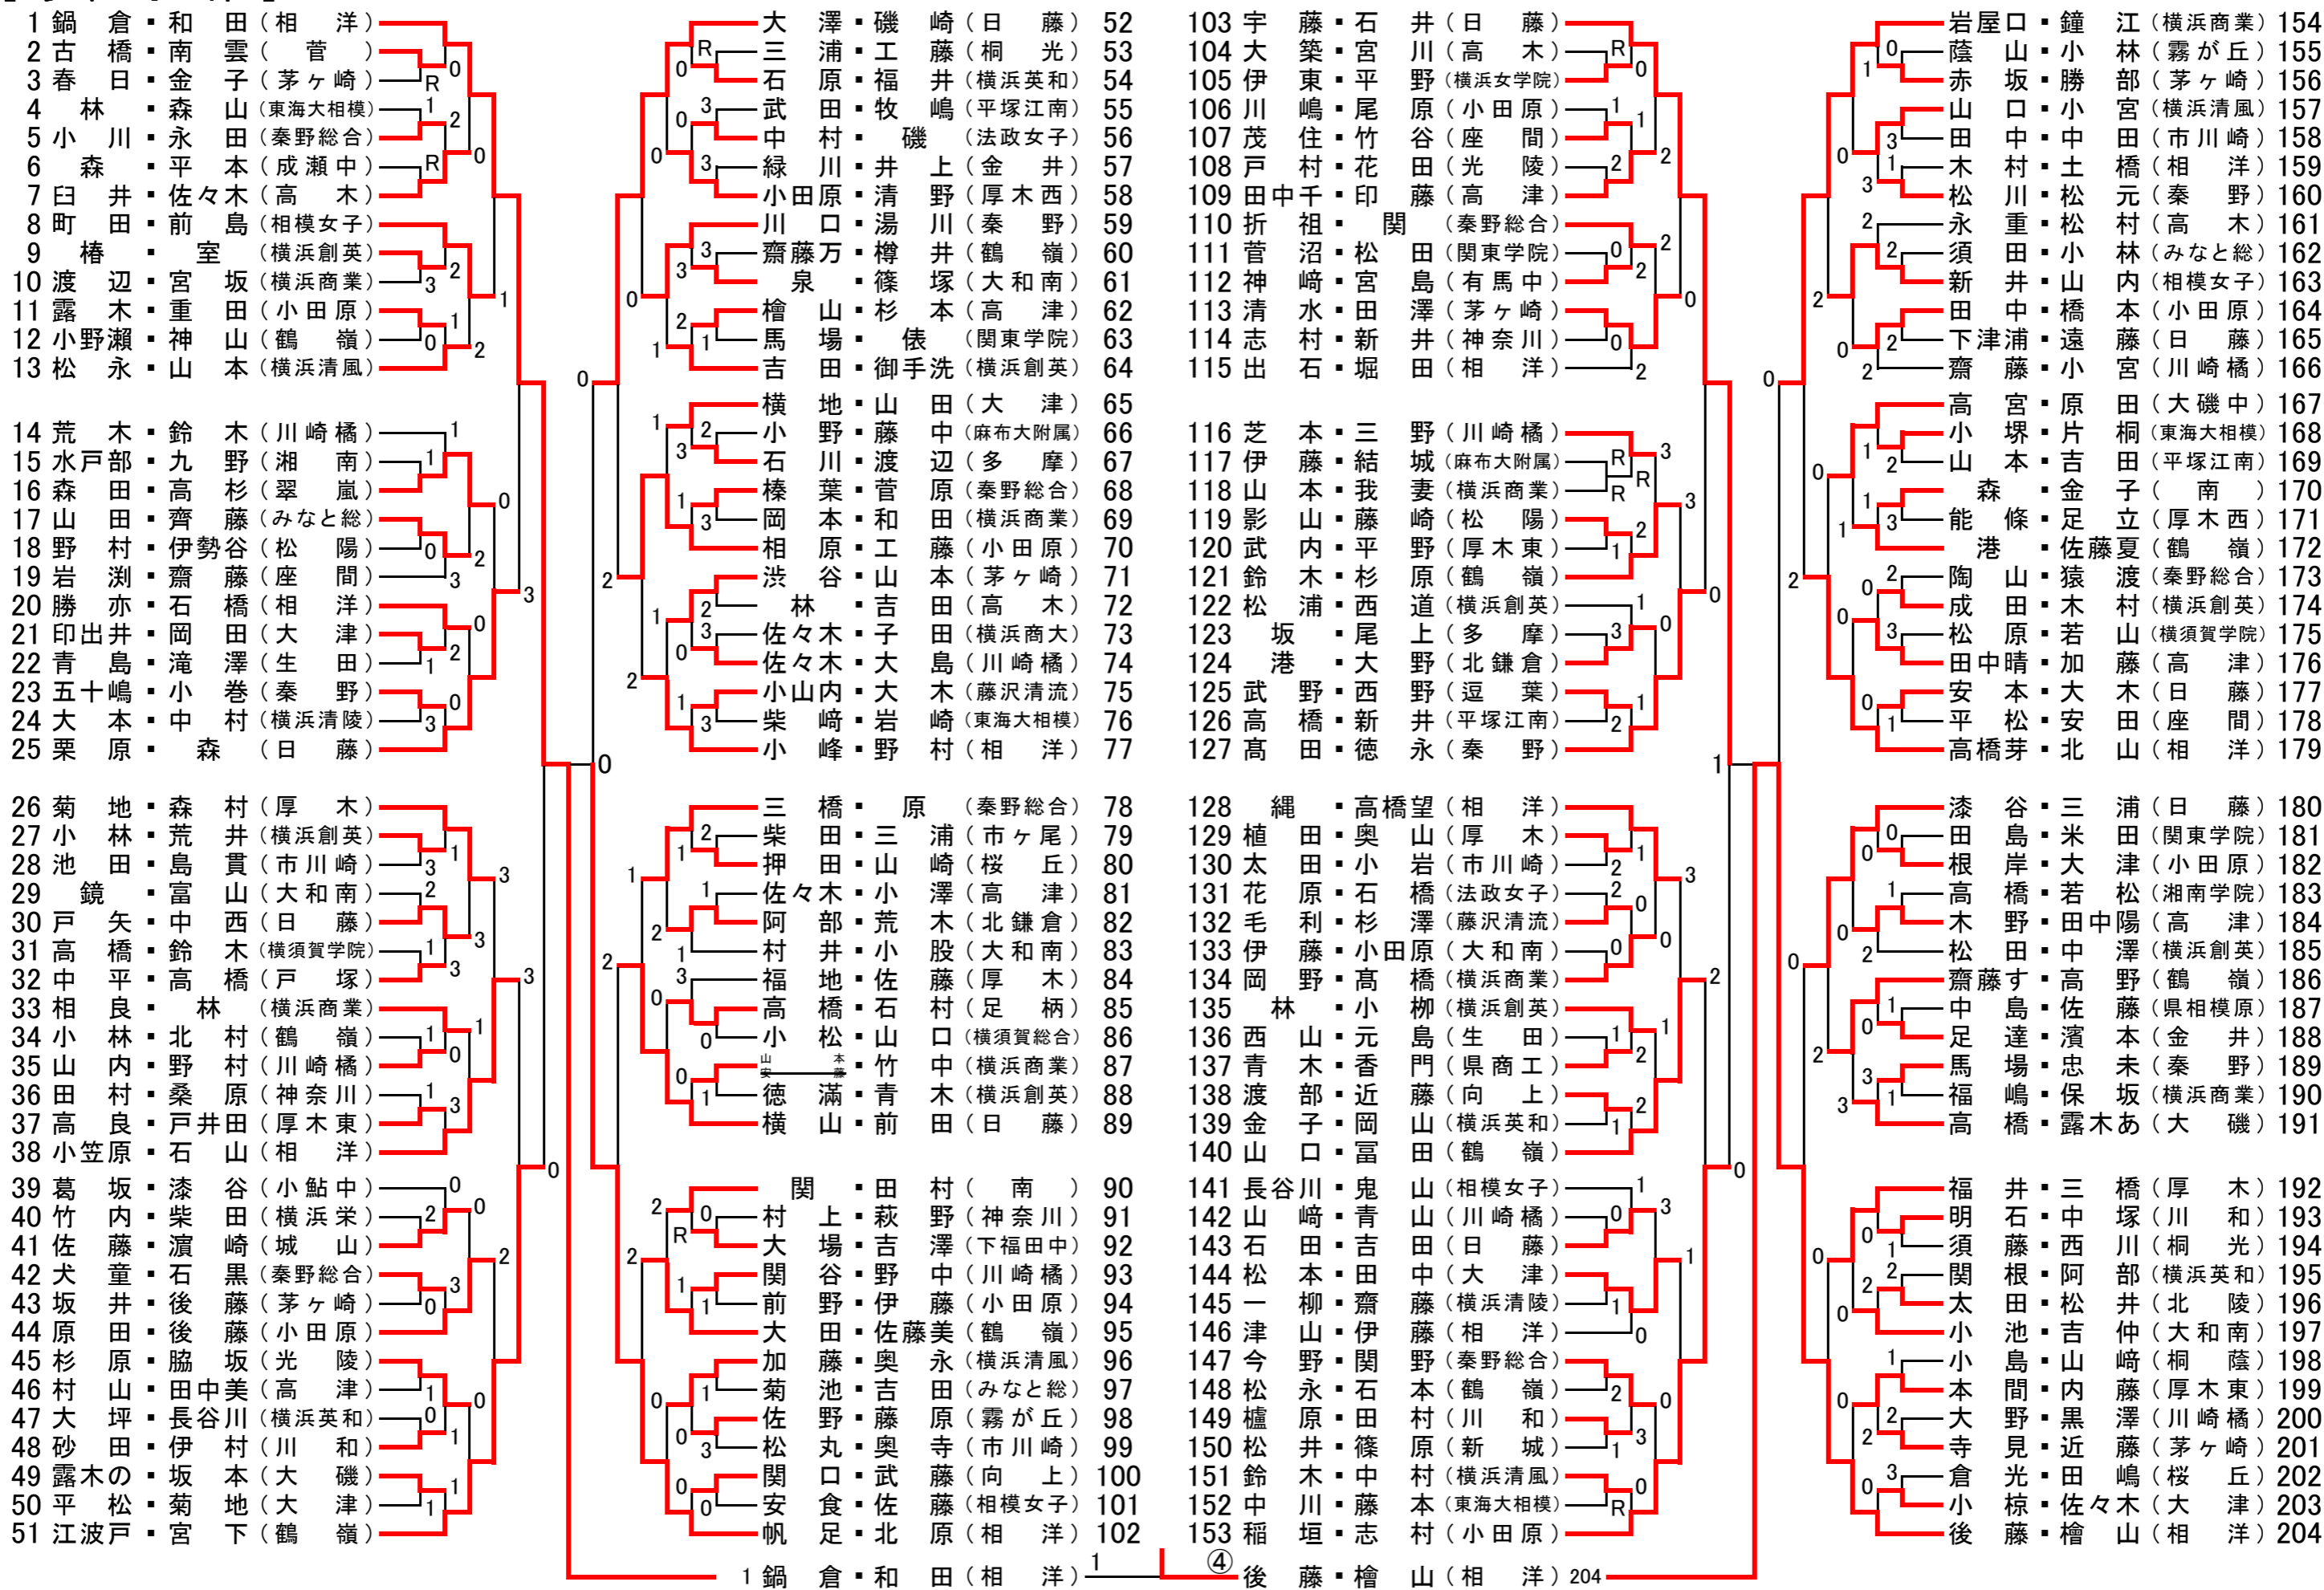 1 鍋倉・和田(相洋)
2 古橋・南雲(菅)
3 春日・金子(茅ヶ崎)
4 林・森山(東海大相模)
5 小川・永田(秦野総合)
6 森・平本(成瀬中)
7 臼井・佐々木(高木)
8 町田・前島(相模女子)
9 椿・室(横浜創英)
10 渡辺・宮坂(横浜商業)
11 露木・重田(小田原)
12 小野瀬・神山(鶴嶺)
13 松永・山本(横浜清風)
14 荒木・鈴木(川崎橘)
15 水戸部・九野(湘南)
16 森田・高杉(翠嵐)
17 山田・齊藤(みなと総)
18 野村・伊勢谷(松陽)
19 岩渕・齋藤(座間)
20 勝亦・石橋(相洋)
21 印出井・岡田(大津)
22 青島・滝澤(生田)
23 五十嶋・小巻(秦野)
24 大本・中村(横浜清陵)
25 栗原・森(日藤)
26 菊地・森村(厚木)
27 小林・荒井(横浜創英)
28 池田・島貫(市川崎)
29 鏡・富山(大和南)
30 戸矢・中西(日藤)
31 高橋・鈴木(横須賀学院)
32 中平・高橋(戸塚)
33 相良・林(横浜商業)
34 小林・北村(鶴嶺)
35 山内・野村(川崎橘)
36 田村・桑原(神奈川)
37 高良・戸井田(厚木東)
38 小笠原・石山(相洋)
39 葛坂・漆谷(小鮎中)
40 竹内・柴田(横浜栄)
41 佐藤・濵崎(城山)
42 犬童・石黒(秦野総合)
43 坂井・後藤(茅ヶ崎)
44 原田・後藤(小田原)
45 杉原・脇坂(光陵)
46 村山・田中美(高津)
47 大坪・長谷川(横浜英和)
48 砂田・伊村(川和)
49 露木の・坂本(大磯)
50 平松・菊地(大津)
51 江波戸・宮下(鶴嶺)
大澤・磯崎(日藤) 52
三浦・工藤(桐光) 53
石原・福井(横浜英和) 54
武田・牧嶋(平塚江南) 55
中村・磯(法政女子) 56
緑川・井上(金井) 57
小田原・清野(厚木西) 58
川口・湯川(秦野) 59
齋藤万・樽井(鶴嶺) 60
泉・篠塚(大和南) 61
檜山・杉本(高津) 62
馬場・俵(関東学院) 63
吉田・御手洗(横浜創英) 64
横地・山田(大津) 65
小野・藤中(麻布大附属) 66
石川・渡辺(多摩) 67
榛葉・菅原(秦野総合) 68
岡本・和田(横浜商業) 69
相原・工藤(小田原) 70
渋谷・山本(茅ヶ崎) 71
林・吉田(高木) 72
佐々木・子田(横浜商大) 73
佐々木・大島(川崎橘) 74
小山内・大木(藤沢清流) 75
柴﨑・岩崎(東海大相模) 76
小峰・野村(相洋) 77
三橋・原(秦野総合) 78
柴田・三浦(市ヶ尾) 79
押田・山崎(桜丘) 80
佐々木・小澤(高津) 81
阿部・荒木(北鎌倉) 82
村井・小股(大和南) 83
福地・佐藤(厚木) 84
高橋・石村(足柄) 85
小松・山口(横須賀総合) 86
山本 安藤・竹中(横浜商業) 87
徳滿・青木(横浜創英) 88
横山・前田(日藤) 89
関・田村(南) 90
村上・萩野(神奈川) 91
大場・吉澤(下福田中) 92
関谷・野中(川崎橘) 93
前野・伊藤(小田原) 94
大田・佐藤美(鶴嶺) 95
加藤・奥永(横浜清風) 96
菊池・吉田(みなと総) 97
佐野・藤原(霧が丘) 98
松丸・奥寺(市川崎) 99
関口・武藤(向上) 100
安食・佐藤(相模女子) 101
帆足・北原(相洋) 102
103 宇藤・石井(日藤)
104 大築・宮川(高木)
105 伊東・平野(横浜女学院)
106 川嶋・尾原(小田原)
107 茂住・竹谷(座間)
108 戸村・花田(光陵)
109 田中千・印藤(高津)
110 折祖・関(秦野総合)
111 菅沼・松田(関東学院)
112 神﨑・宮島(有馬中)
113 清水・田澤(茅ヶ崎)
114 志村・新井(神奈川)
115 出石・堀田(相洋)
116 芝本・三野(川崎橘)
117 伊藤・結城(麻布大附属)
118 山本・我妻(横浜商業)
119 影山・藤崎(松陽)
120 武内・平野(厚木東)
121 鈴木・杉原(鶴嶺)
122 松浦・西道(横浜創英)
123 坂・尾上(多摩)
124 港・大野(北鎌倉)
125 武野・西野(逗葉)
126 高橋・新井(平塚江南)
127 髙田・徳永(秦野)
128 縄・高橋望(相洋)
129 植田・奥山(厚木)
130 太田・小岩(市川崎)
131 花原・石橋(法政女子)
132 毛利・杉澤(藤沢清流)
133 伊藤・小田原(大和南)
134 岡野・髙橋(横浜商業)
135 林・小栁(横浜創英)
136 西山・元島(生田)
137 青木・香門(県商工)
138 渡部・近藤(向上)
139 金子・岡山(横浜英和)
140 山口・冨田(鶴嶺)
141 長谷川・鬼山(相模女子)
142 山﨑・青山(川崎橘)
143 石田・吉田(日藤)
144 松本・田中(大津)
145 一柳・齋藤(横浜清陵)
146 津山・伊藤(相洋)
147 今野・関野(秦野総合)
148 松永・石本(鶴嶺)
149 櫨原・田村(川和)
150 松井・篠原(新城)
151 鈴木・中村(横浜清風)
152 中川・藤本(東海大相模)
153 稲垣・志村(小田原)
岩屋口・鐘江(横浜商業) 154
蔭山・小林(霧が丘) 155
赤坂・勝部(茅ヶ崎) 156
山口・小宮(横浜清風) 157
田中・中田(市川崎) 158
木村・土橋(相洋) 159
松川・松元(秦野) 160
永重・松村(高木) 161
須田・小林(みなと総) 162
新井・山内(相模女子) 163
田中・橋本(小田原) 164
下津浦・遠藤(日藤) 165
齋藤・小宮(川崎橘) 166
高宮・原田(大磯中) 167
小堺・片桐(東海大相模) 168
山本・吉田(平塚江南) 169
森・金子(南) 170
能條・足立(厚木西) 171
港・佐藤夏(鶴嶺) 172
陶山・猿渡(秦野総合) 173
成田・木村(横浜創英) 174
松原・若山(横須賀学院) 175
田中晴・加藤(高津) 176
安本・大木(日藤) 177
平松・安田(座間) 178
高橋芽・北山(相洋) 179
漆谷・三浦(日藤) 180
田島・米田(関東学院) 181
根岸・大津(小田原) 182
高橋・若松(湘南学院) 183
木野・田中陽(高津) 184
松田・中澤(横浜創英) 185
齋藤す・高野(鶴嶺) 186
中島・佐藤(県相模原) 187
足達・濱本(金井) 188
馬場・忠未(秦野) 189
福嶋・保坂(横浜商業) 190
高橋・露木あ(大磯) 191
福井・三橋(厚木) 192
明石・中塚(川和) 193
須藤・西川(桐光) 194
関根・阿部(横浜英和) 195
太田・松井(北陵) 196
小池・吉仲(大和南) 197
小島・山﨑(桐蔭) 198
本間・内藤(厚木東) 199
大野・黒澤(川崎橘) 200
寺見・近藤(茅ヶ崎) 201
倉光・田嶋(桜丘) 202
小椋・佐々木(大津) 203
後藤・檜山(相洋) 204
1 鍋倉・和田(相洋) 1 ④ 後藤・檜山(相洋) 204